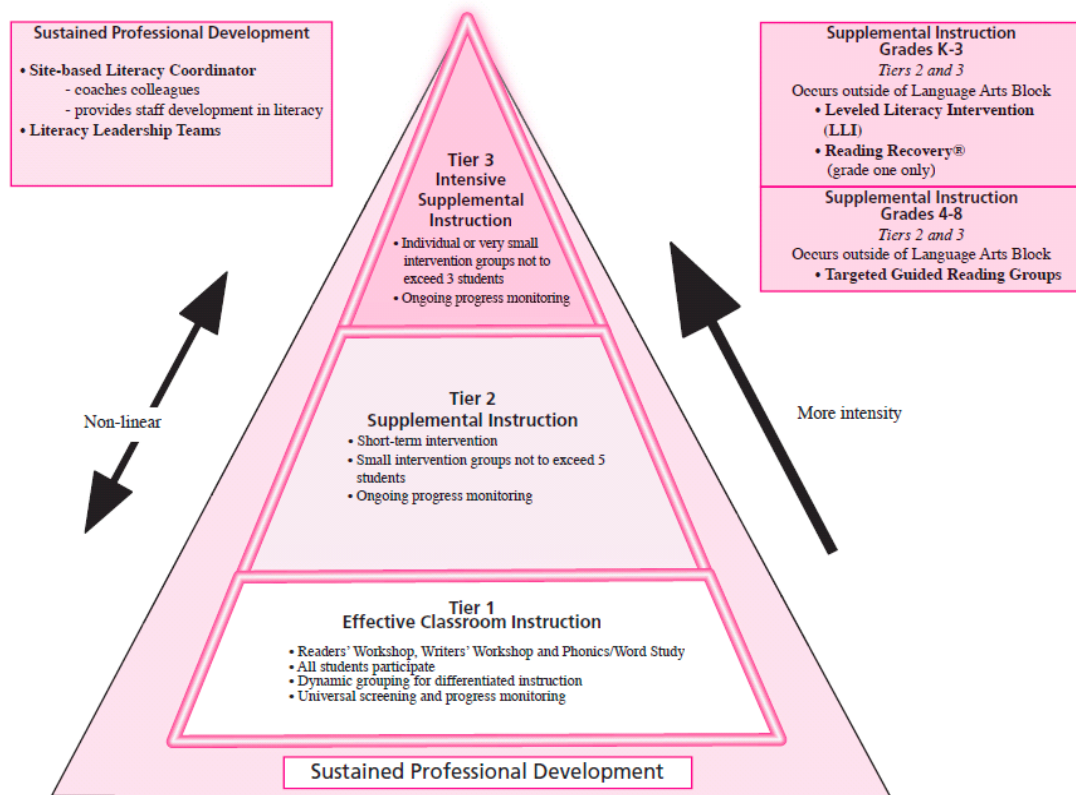 Sustained Professional Development
• Site-based Literacy Coordinator
- coaches colleagues
- provides staff development in literacy
• Literacy Leadership Teams
Supplemental Instruction
Grades K-3
Tiers 2 and 3
Occurs outside of Language Arts Block
• Leveled Literacy Intervention
(LLI)
• Reading Recovery®
(grade one only)
Supplemental Instruction
Grades 4-8
Tiers 2 and 3
Occurs outside of Language Arts Block
• Targeted Guided Reading Groups
Tier 3
Intensive
Supplemental
Instruction
• Individual or very small
intervention groups not to
exceed 3 students
• Ongoing progress monitoring
Non-linear
More intensity
Tier 2
Supplemental Instruction
• Short-term intervention
• Small intervention groups not to exceed 5
students
• Ongoing progress monitoring
Tier 1
Effective Classroom Instruction
• Readers’ Workshop, Writers’ Workshop and Phonics/Word Study
• All students participate
• Dynamic grouping for differentiated instruction
• Universal screening and progress monitoring
Sustained Professional Development